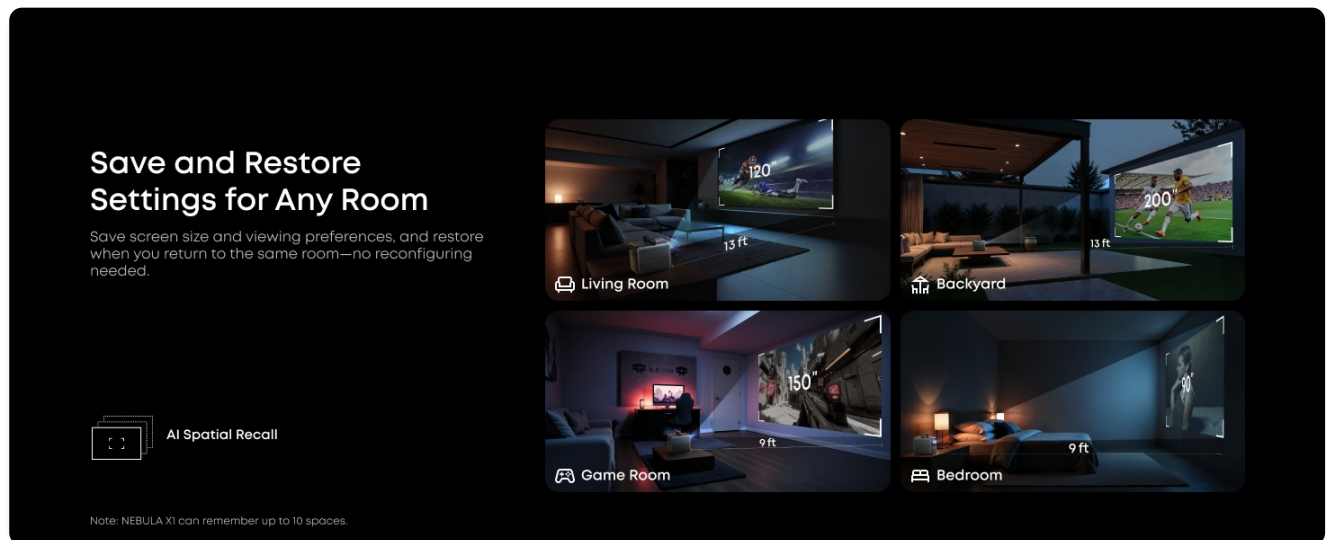 Save and Restore
Settings for Any Room
Save screen size and viewing preferences, and restore
when you return to the same room—no reconfiguring
needed.
AI Spatial Recall
Note: NEBULA X1 can remember up to 10 spaces.
120"
13 ft
Living Room
200"
13 ft
Backyard
150"
9 ft
Game Room
90"
9 ft
Bedroom